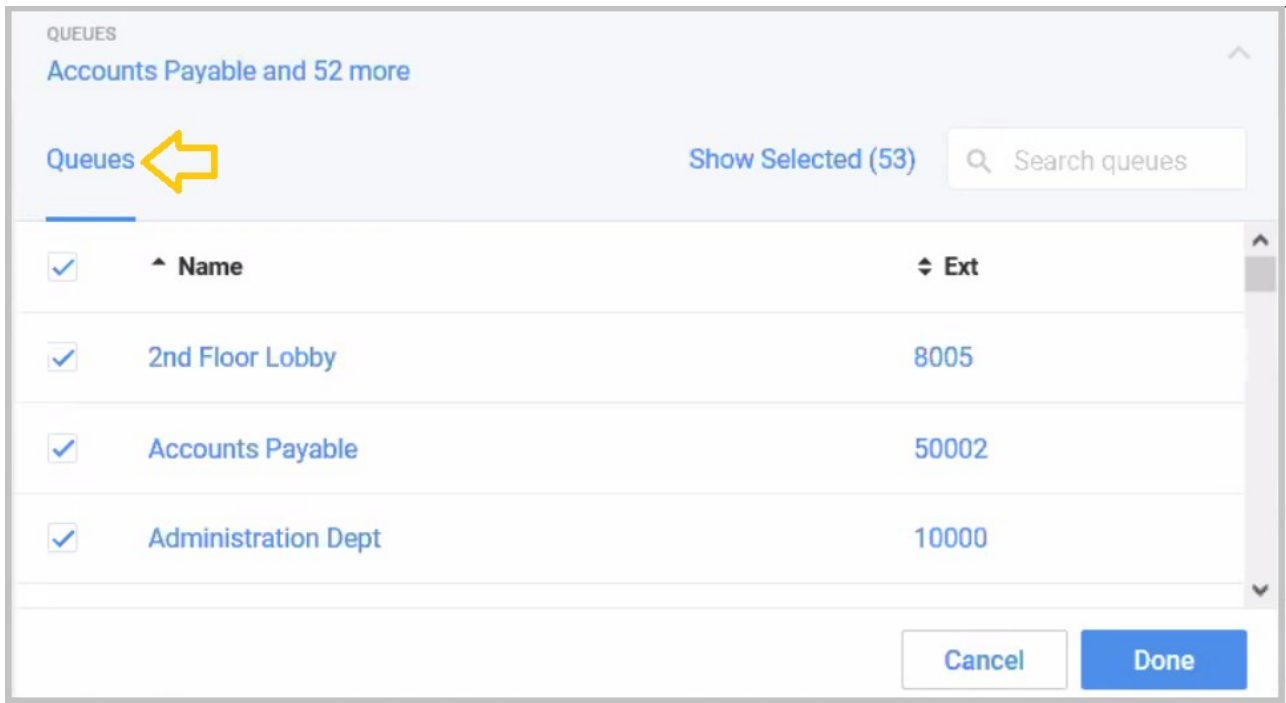 QUEUES
Accounts Payable and 52 more
Queues
Show Selected (53)
Search queues
Name
Ext
2nd Floor Lobby
8005
Accounts Payable
50002
Administration Dept
10000
Cancel
Done